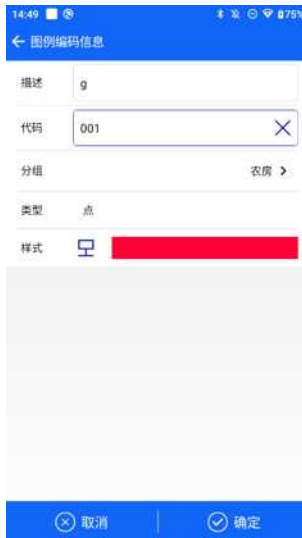 14:49 75%
图例编码信息
描述 g
代码 001
分组 农房
类型 点
样式
取消 确定